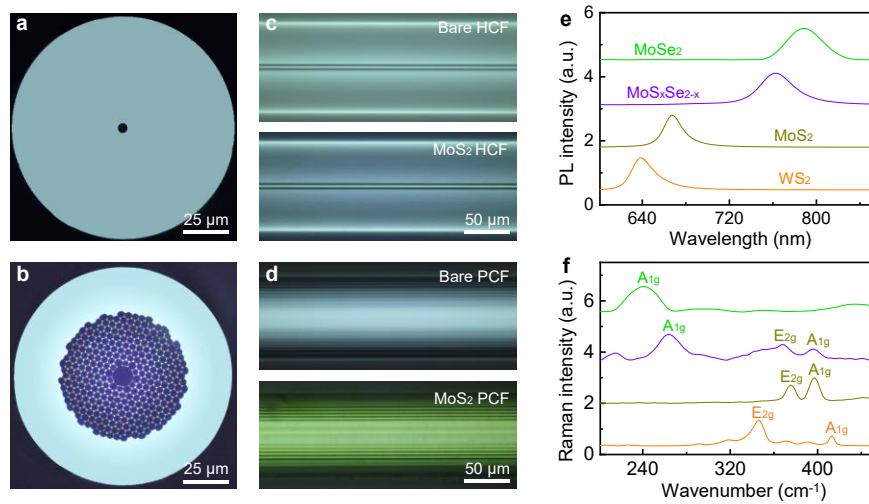 a
25 µm
b
25 µm
c
Bare HCF
MoS₂ HCF
50 µm
d
Bare PCF
MoS₂ PCF
50 µm
e
PL intensity (a.u.)
6
4
2
0
MoSe₂
MoSₓSe₂₋ₓ
MoS₂
WS₂
640
720
800
Wavelength (nm)
f
Raman intensity (a.u.)
6
4
2
0
A₁g
A₁g
E₂g
A₁g
E₂g
A₁g
E₂g
A₁g
240
320
400
Wavenumber (cm⁻¹)